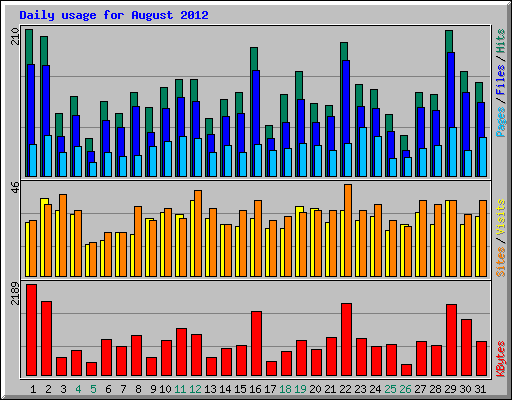 Daily usage for August 2012
210
Pages / Files / Hits
46
Sites / Visits
2189
KBytes
1 2 3 4 5 6 7 8 9 10 11 12 13 14 15 16 17 18 19 20 21 22 23 24 25 26 27 28 29 30 31